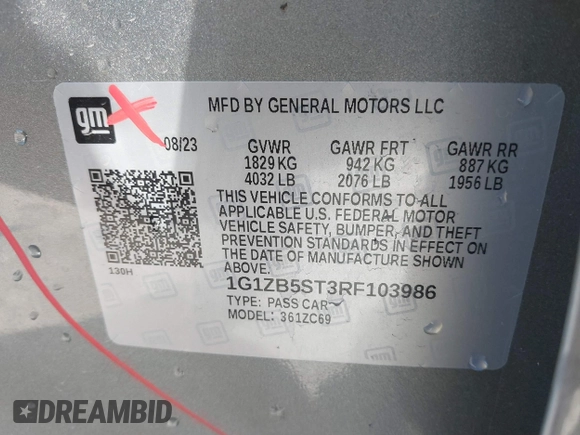 gm
MFD BY GENERAL MOTORS LLC
08/23 GVWR GAWR FRT GAWR RR
1829 KG 942 KG 887 KG
4032 LB 2076 LB 1956 LB
THIS VEHICLE CONFORMS TO ALL
APPLICABLE U.S. FEDERAL MOTOR
VEHICLE SAFETY, BUMPER, AND THEFT
PREVENTION STANDARDS IN EFFECT ON
THE DATE OF MANUFACTURE SHOWN
ABOVE.
130H
1G1ZB5ST3RF103986
TYPE: PASS CAR
MODEL: 361ZC69
DREAMBID